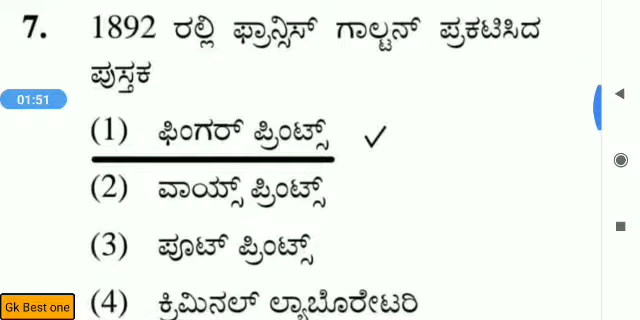 7. 1892 ರಲ್ಲಿ ಫ್ರಾನ್ಸಿಸ್ ಗಾಲ್ಟನ್ ಪ್ರಕಟಿಸಿದ
ಪುಸ್ತಕ
01:51
(1) ಫಿಂಗರ್ ಪ್ರಿಂಟ್ಸ್
(2) ವಾಯ್ಸ್ ಪ್ರಿಂಟ್ಸ್
(3) ಪೂಟ್ ಪ್ರಿಂಟ್ಸ್
(4) ಕ್ರಿಮಿನಲ್ ಲ್ಯಾಬೊರೇಟರಿ
Gk Best one